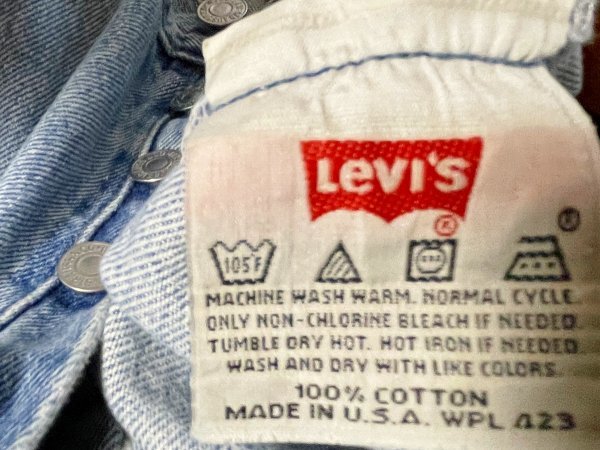 LEVI'S
®
®
105F
MACHINE WASH WARM. NORMAL CYCLE.
ONLY NON-CHLORINE BLEACH IF NEEDED.
TUMBLE DRY HOT. HOT IRON IF NEEDED
WASH AND DRY WITH LIKE COLORS.
100% COTTON
MADE IN U.S.A. WPL 423